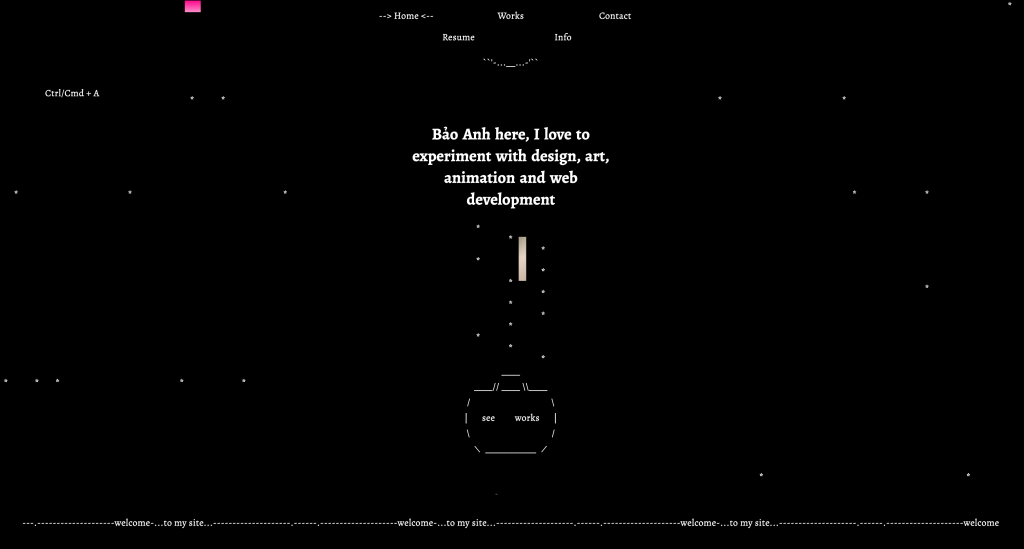 --> Home <-- Works Contact
Resume Info
``'-...__...-'``
Ctrl/Cmd + A
Bảo Anh here, I love to
experiment with design, art,
animation and web
development
see works
---.--------------------welcome-...to my site...--------------------.------.--------------------welcome-...to my site...--------------------.------.--------------------welcome-...to my site...--------------------.------.--------------------welcome